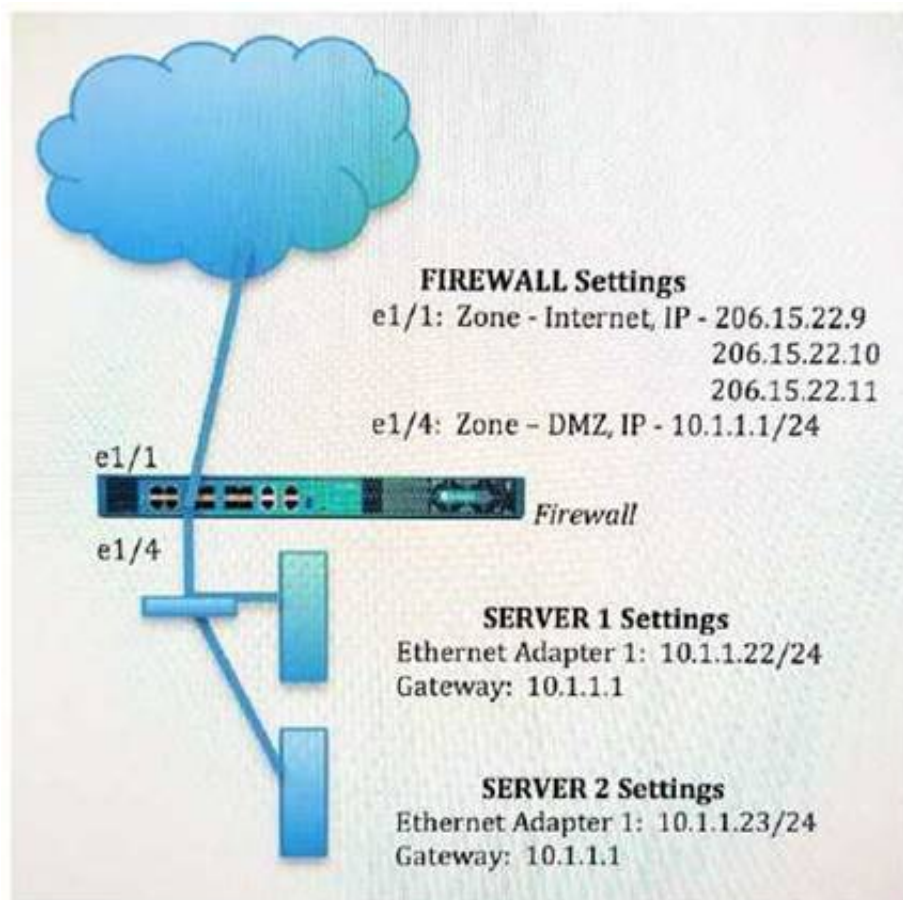 FIREWALL Settings
e1/1: Zone - Internet, IP - 206.15.22.9
206.15.22.10
206.15.22.11
e1/4: Zone – DMZ, IP - 10.1.1.1/24
e1/1
Firewall
e1/4
SERVER 1 Settings
Ethernet Adapter 1: 10.1.1.22/24
Gateway: 10.1.1.1
SERVER 2 Settings
Ethernet Adapter 1: 10.1.1.23/24
Gateway: 10.1.1.1